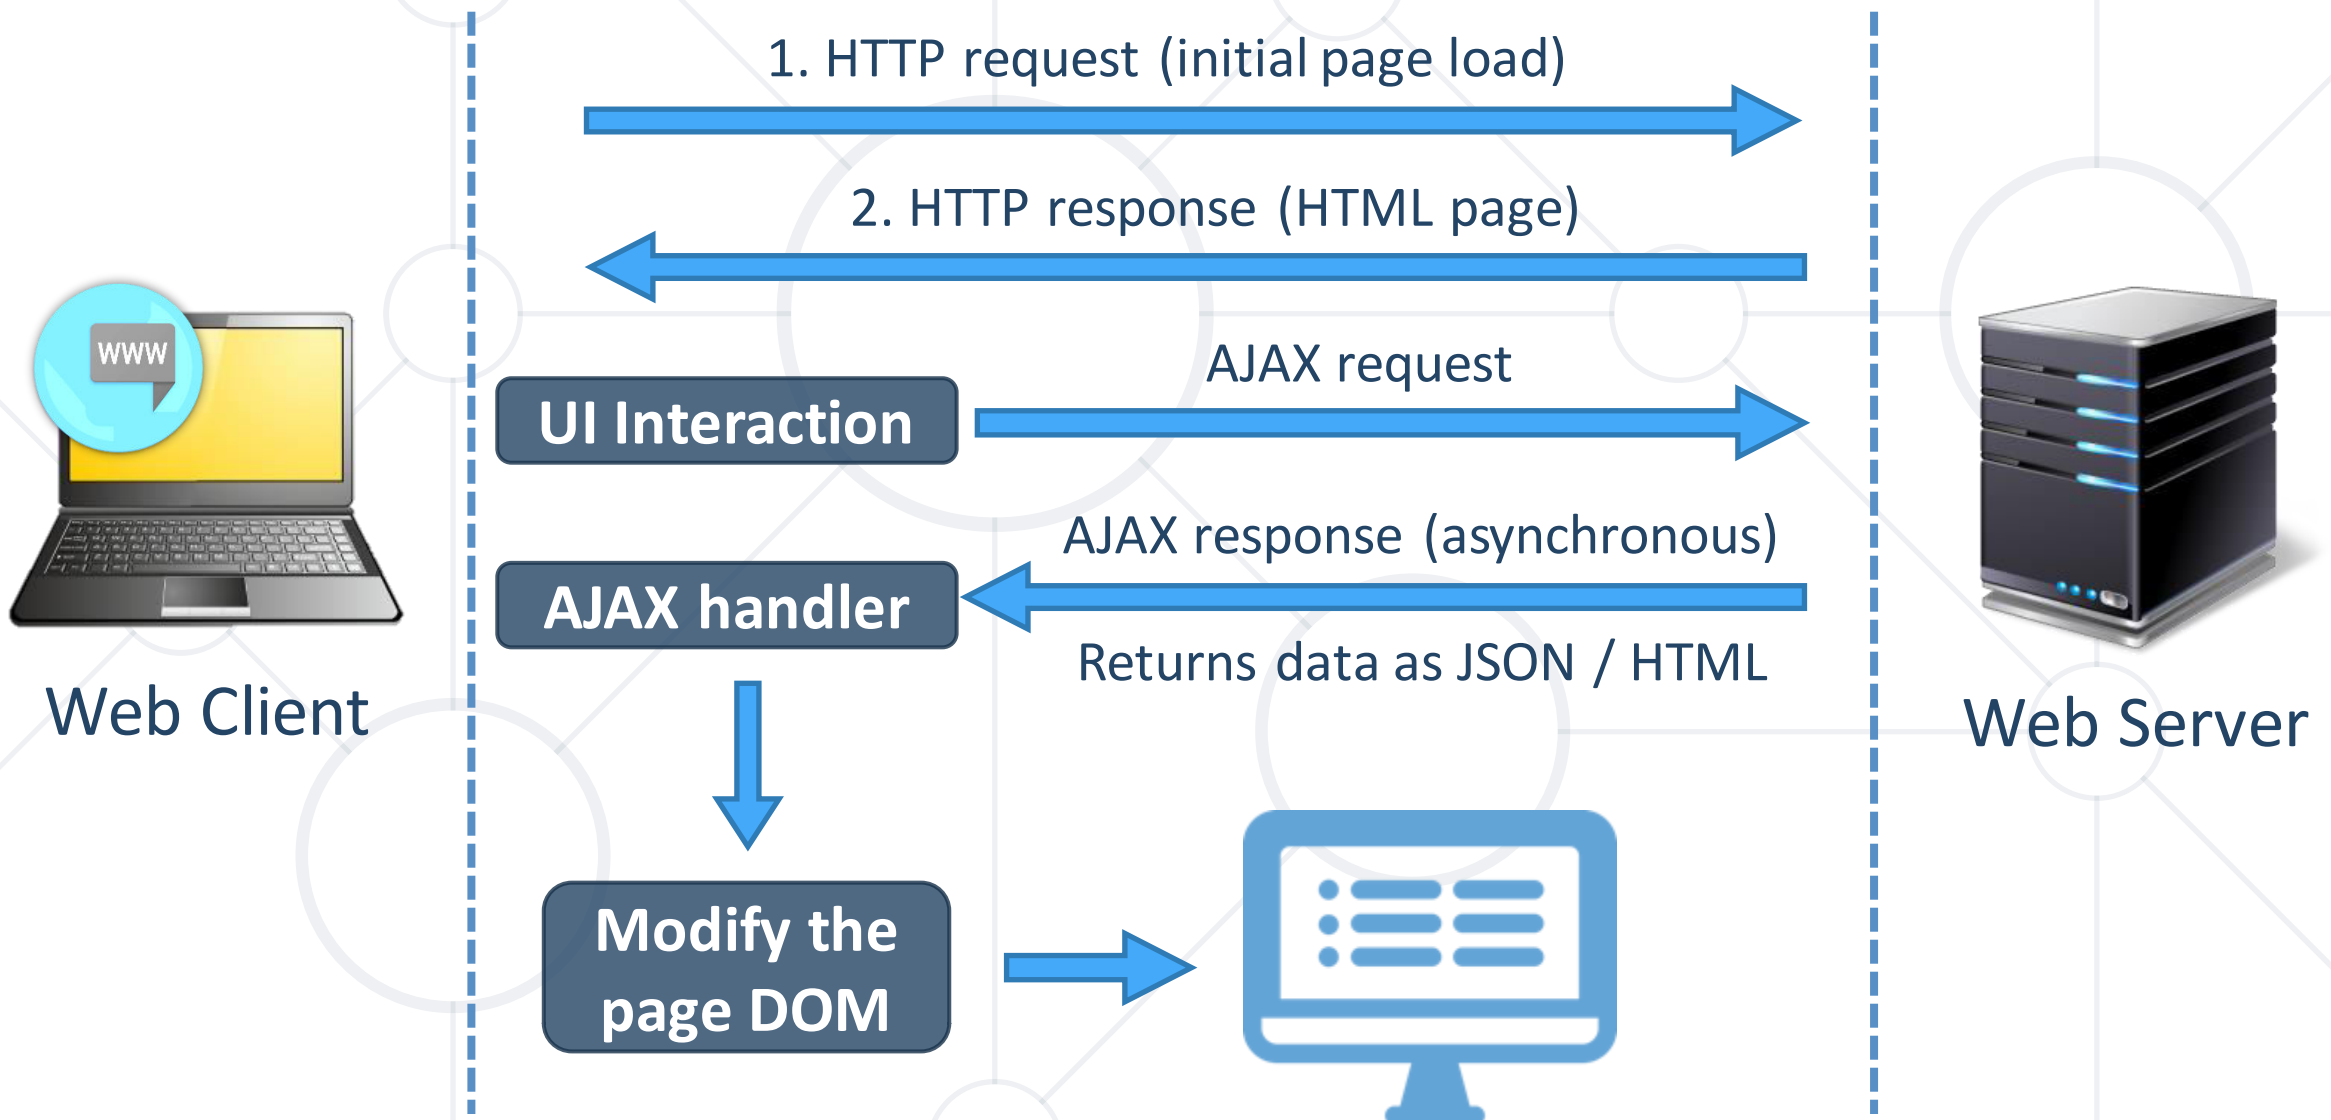 1. HTTP request (initial page load)
2. HTTP response (HTML page)
www
AJAX request
UI Interaction
AJAX response (asynchronous)
AJAX handler
Returns data as JSON / HTML
Web Client
Web Server
Modify the
page DOM